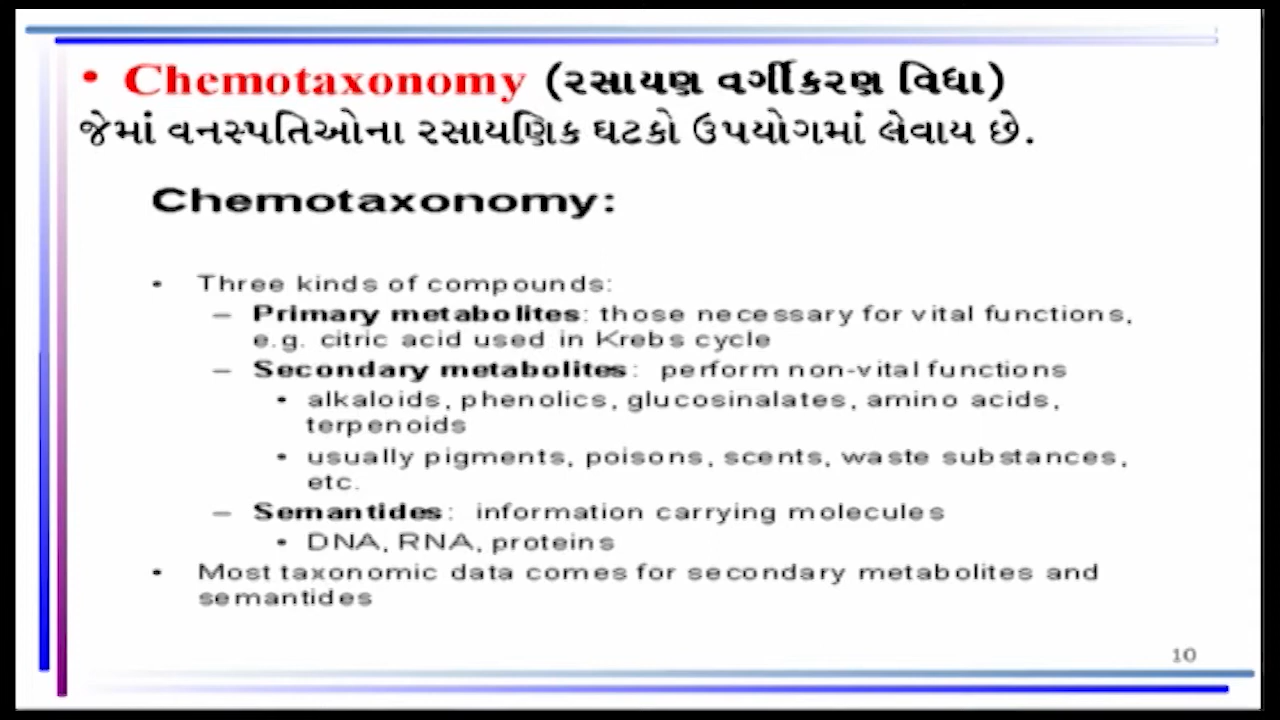 • Chemotaxonomy (રસાયણ વર્ગીકરણ વિદ્યા)
જેમાં વનસ્પતિઓના રસાયણિક ઘટકો ઉપયોગમાં લેવાય છે.
Chemotaxonomy:
• Three kinds of compounds:
– Primary metabolites: those necessary for vital functions,
e.g. citric acid used in Krebs cycle
– Secondary metabolites: perform non-vital functions
• alkaloids, phenolics, glucosinalates, amino acids,
terpenoids
• usually pigments, poisons, scents, waste substances,
etc.
– Semantides: information carrying molecules
• DNA, RNA, proteins
• Most taxonomic data comes for secondary metabolites and
semantides
10